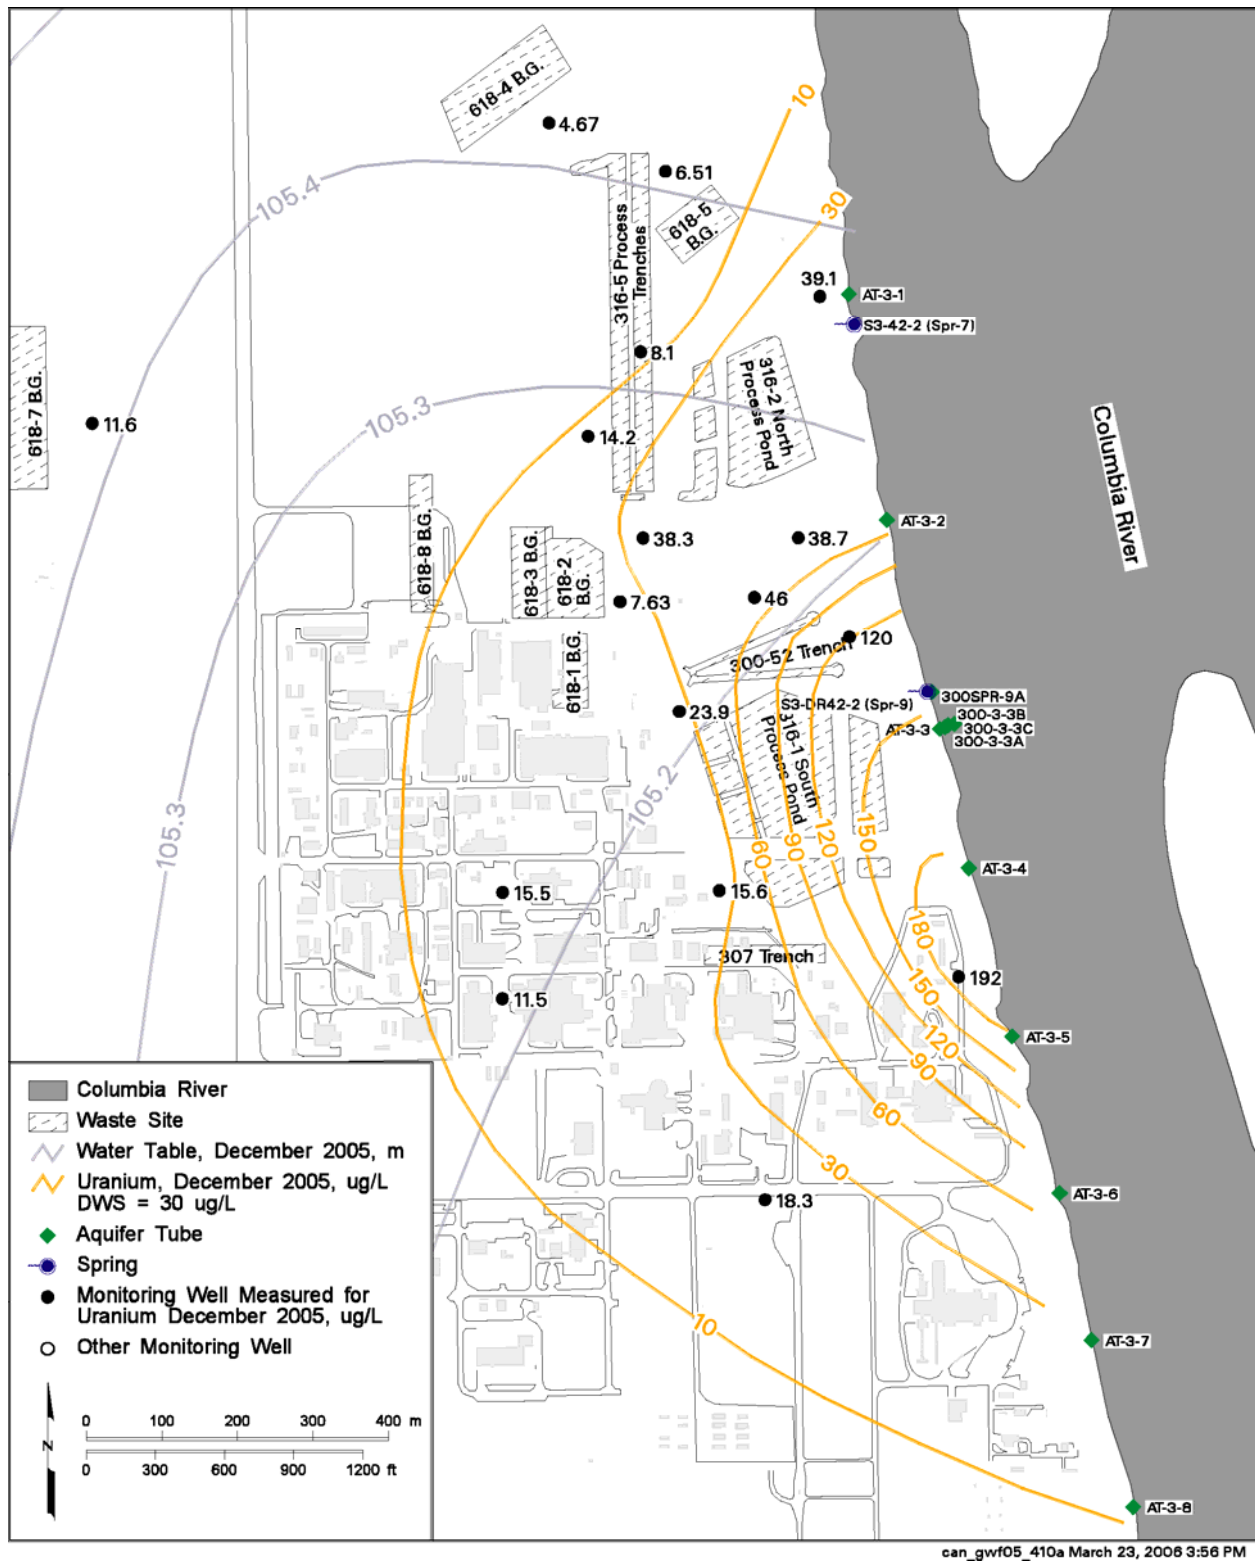 618-4 B.G.
4.67
10
6.51
105.4
30
618-5
B.G.
316-5 Process
Trenches
39.1
AT-3-1
S3-42-2 (Spr-7)
8.1
316-2 North
Process Pond
618-7 B.G.
11.6
105.3
14.2
Columbia River
AT-3-2
618-8 B.G.
618-3 B.G.
618-2
B.G.
38.3
38.7
7.63
46
120
300-52 Trench
618-1 B.G.
23.9
S3-DR42-2 (Spr-9)
300SPR-9A
300-3-3B
300-3-3C
300-3-3A
AT-3-3
316-1 South
Process Pond
105.2
105.3
60
90
120
150
AT-3-4
15.5
15.6
180
307 Trench
192
150
11.5
AT-3-5
120
90
60
30
AT-3-6
18.3
10
AT-3-7
AT-3-8
Columbia River
Waste Site
Water Table, December 2005, m
Uranium, December 2005, ug/L
DWS = 30 ug/L
Aquifer Tube
Spring
Monitoring Well Measured for
Uranium December 2005, ug/L
Other Monitoring Well
N
0 100 200 300 400 m
0 300 600 900 1200 ft
can_gwf05_410a March 23, 2006 3:56 PM